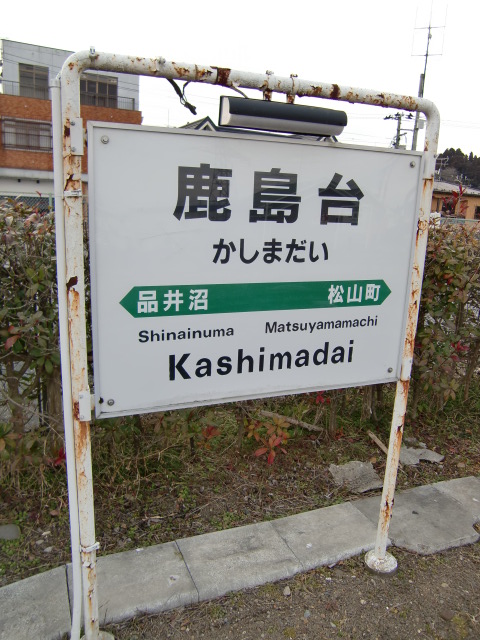 鹿島台
かしまだい
品井沼 松山町
Shinainuma Matsuyamamachi
Kashimadai